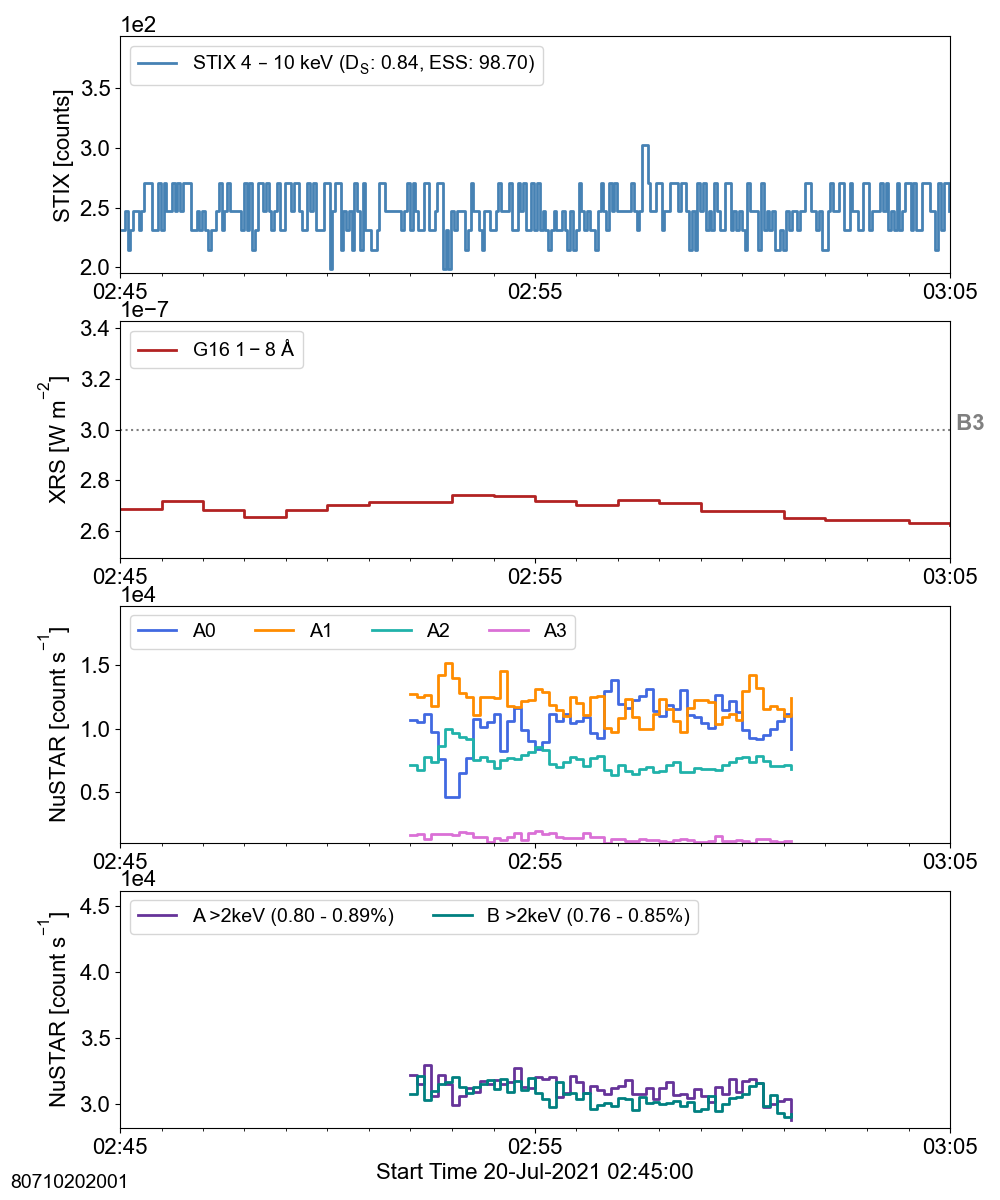 1e2
STIX 4 – 10 keV (DS: 0.84, ESS: 98.70)
STIX [counts]
3.5
3.0
2.5
2.0
02:45 02:55 03:05
1e−7
G16 1 – 8 Å
XRS [W m−2]
3.4
3.2
3.0
2.8
2.6
B3
02:45 02:55 03:05
1e4
A0 A1 A2 A3
NuSTAR [count s−1]
1.5
1.0
0.5
02:45 02:55 03:05
1e4
A >2keV (0.80 - 0.89%) B >2keV (0.76 - 0.85%)
NuSTAR [count s−1]
4.5
4.0
3.5
3.0
02:45 02:55 03:05
Start Time 20-Jul-2021 02:45:00
80710202001